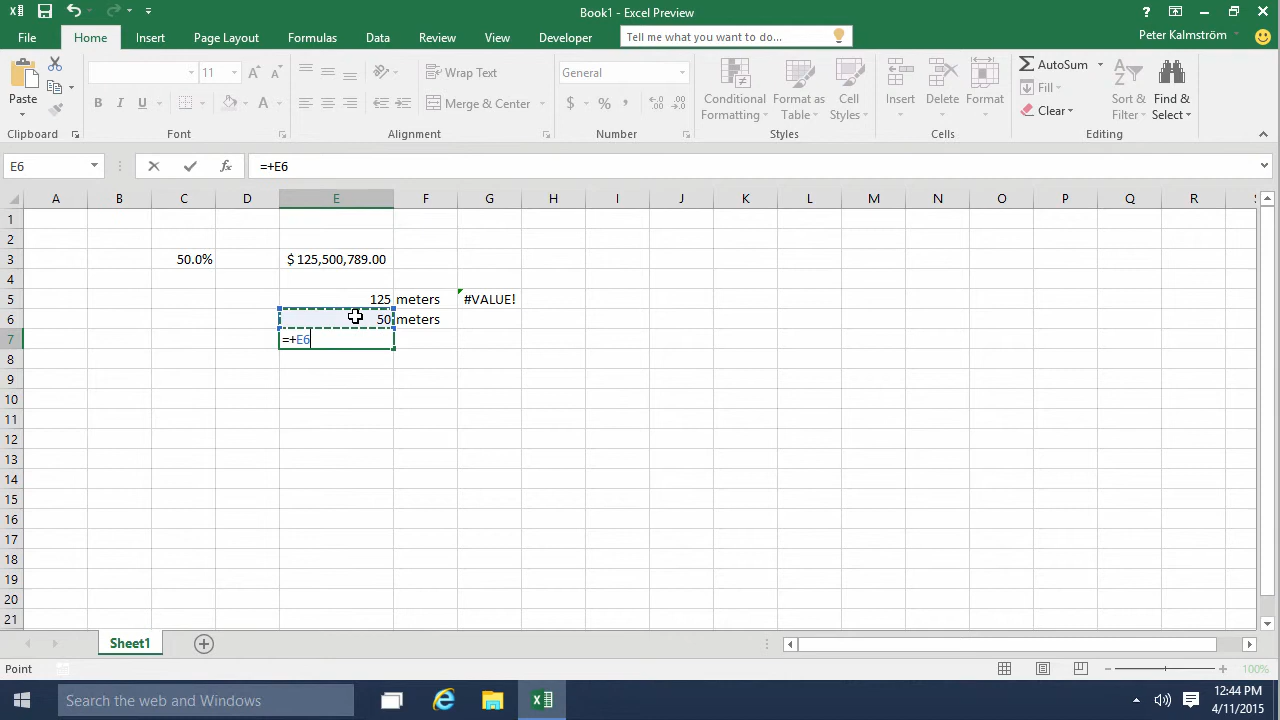 Book1 - Excel Preview
File Home Insert Page Layout Formulas Data Review View Developer Tell me what you want to do... Peter Kalmström
Paste
11 A A
Wrap Text
General
Conditional Formatting
Format as Table
Cell Styles
Insert Delete Format
AutoSum
Fill
Clear
Sort & Filter
Find & Select
B I U A
Merge & Center
$ % ,
Clipboard Font Alignment Number Styles Cells Editing
E6 fx =+E6
A B C D E F G H I J K L M N O P Q R
1
2
3 50.0% $ 125,500,789.00
4
5 125 meters #VALUE!
6 50 meters
7 =+E6
8
9
10
11
12
13
14
15
16
17
18
19
20
21
Sheet1
Point 100%
Search the web and Windows
12:44 PM
4/11/2015